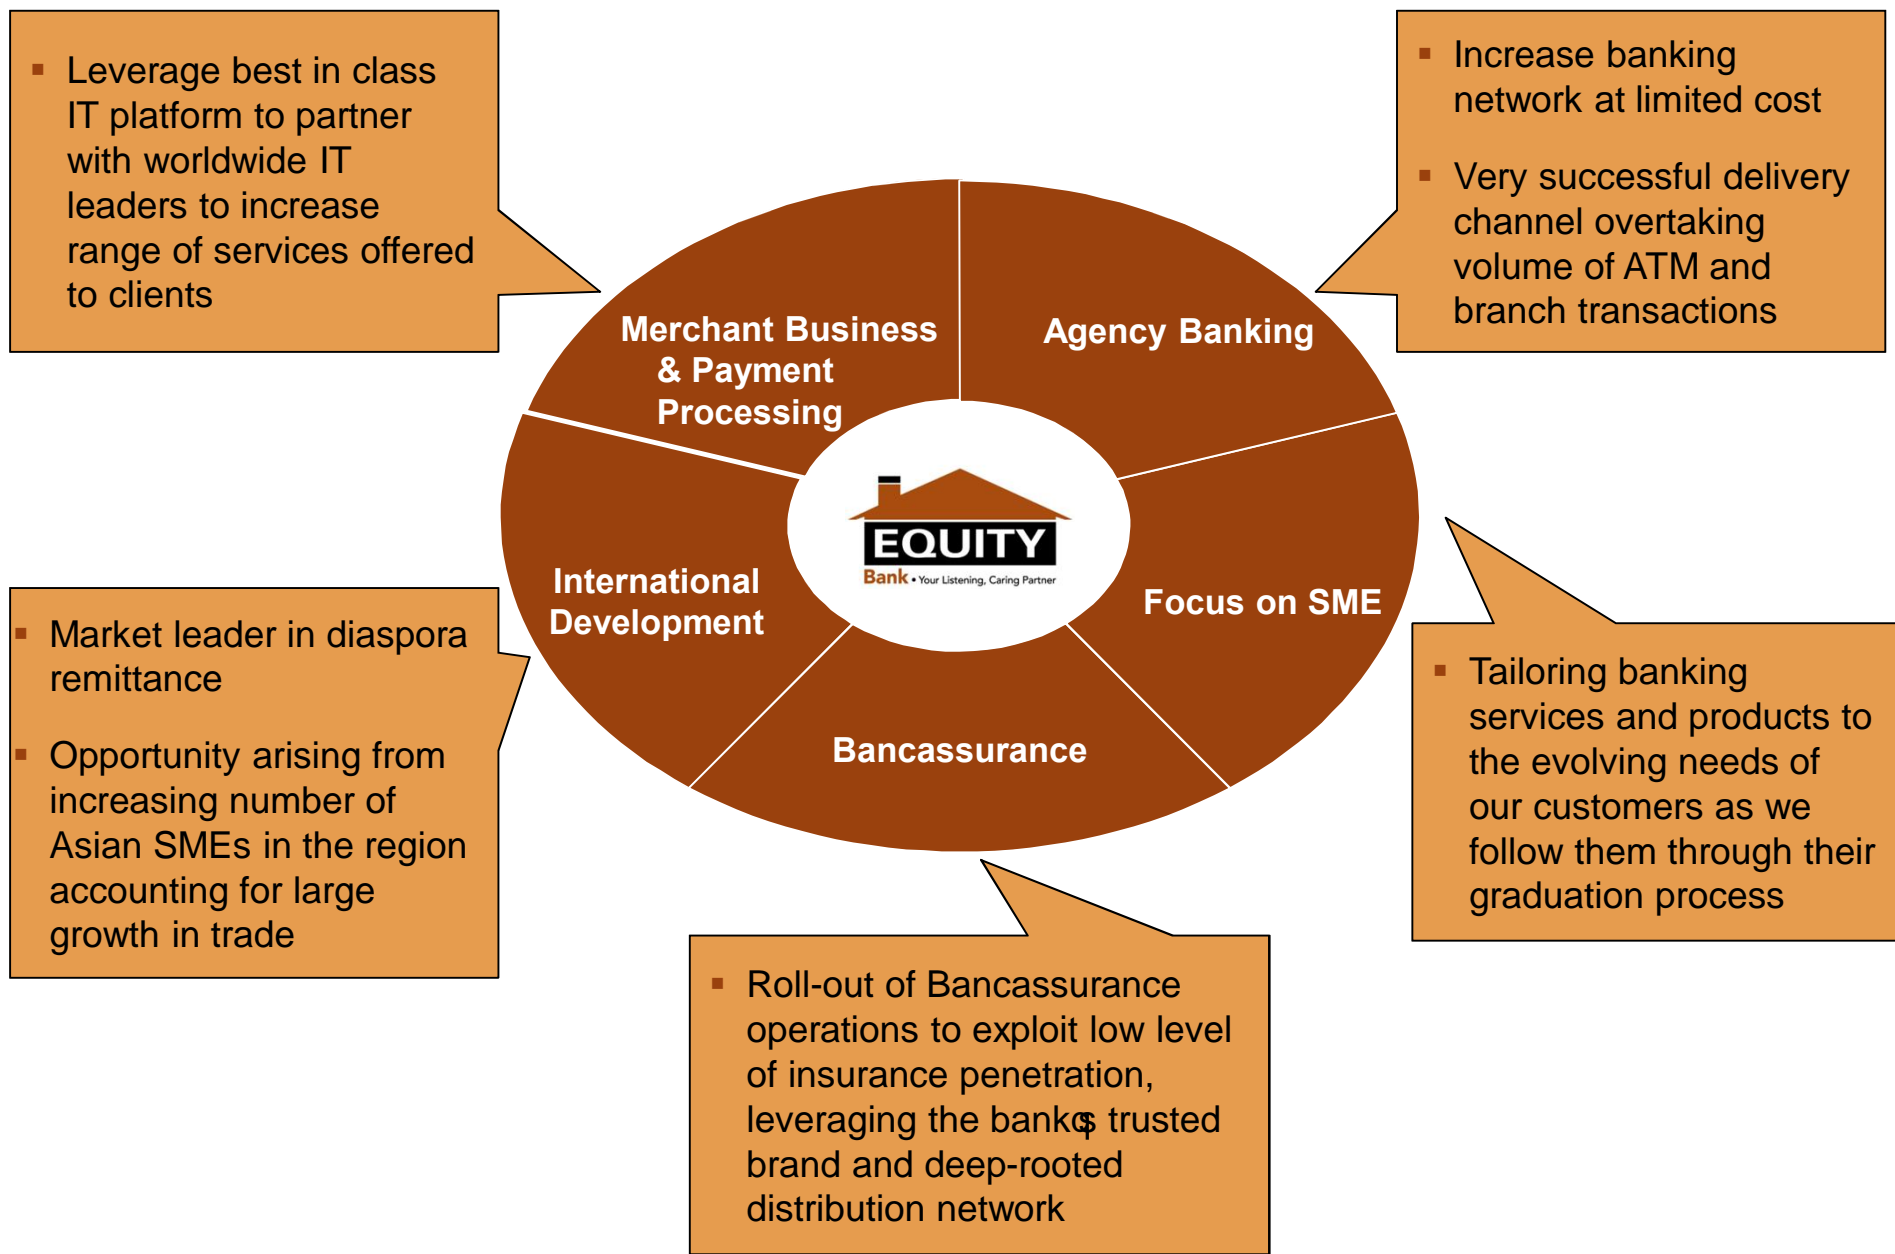 ▪ Leverage best in class
IT platform to partner
with worldwide IT
leaders to increase
range of services offered
to clients
▪ Increase banking
network at limited cost
▪ Very successful delivery
channel overtaking
volume of ATM and
branch transactions
Merchant Business
& Payment
Processing
Agency Banking
EQUITY
Bank • Your Listening, Caring Partner
International
Development
Focus on SME
Bancassurance
▪ Market leader in diaspora
remittance
▪ Opportunity arising from
increasing number of
Asian SMEs in the region
accounting for large
growth in trade
▪ Tailoring banking
services and products to
the evolving needs of
our customers as we
follow them through their
graduation process
▪ Roll-out of Bancassurance
operations to exploit low level
of insurance penetration,
leveraging the bankqs trusted
brand and deep-rooted
distribution network